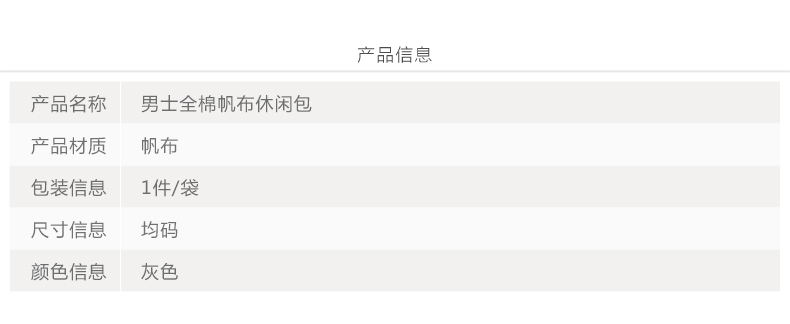 产品信息
产品名称 男士全棉帆布休闲包
产品材质 帆布
包装信息 1件/袋
尺寸信息 均码
颜色信息 灰色